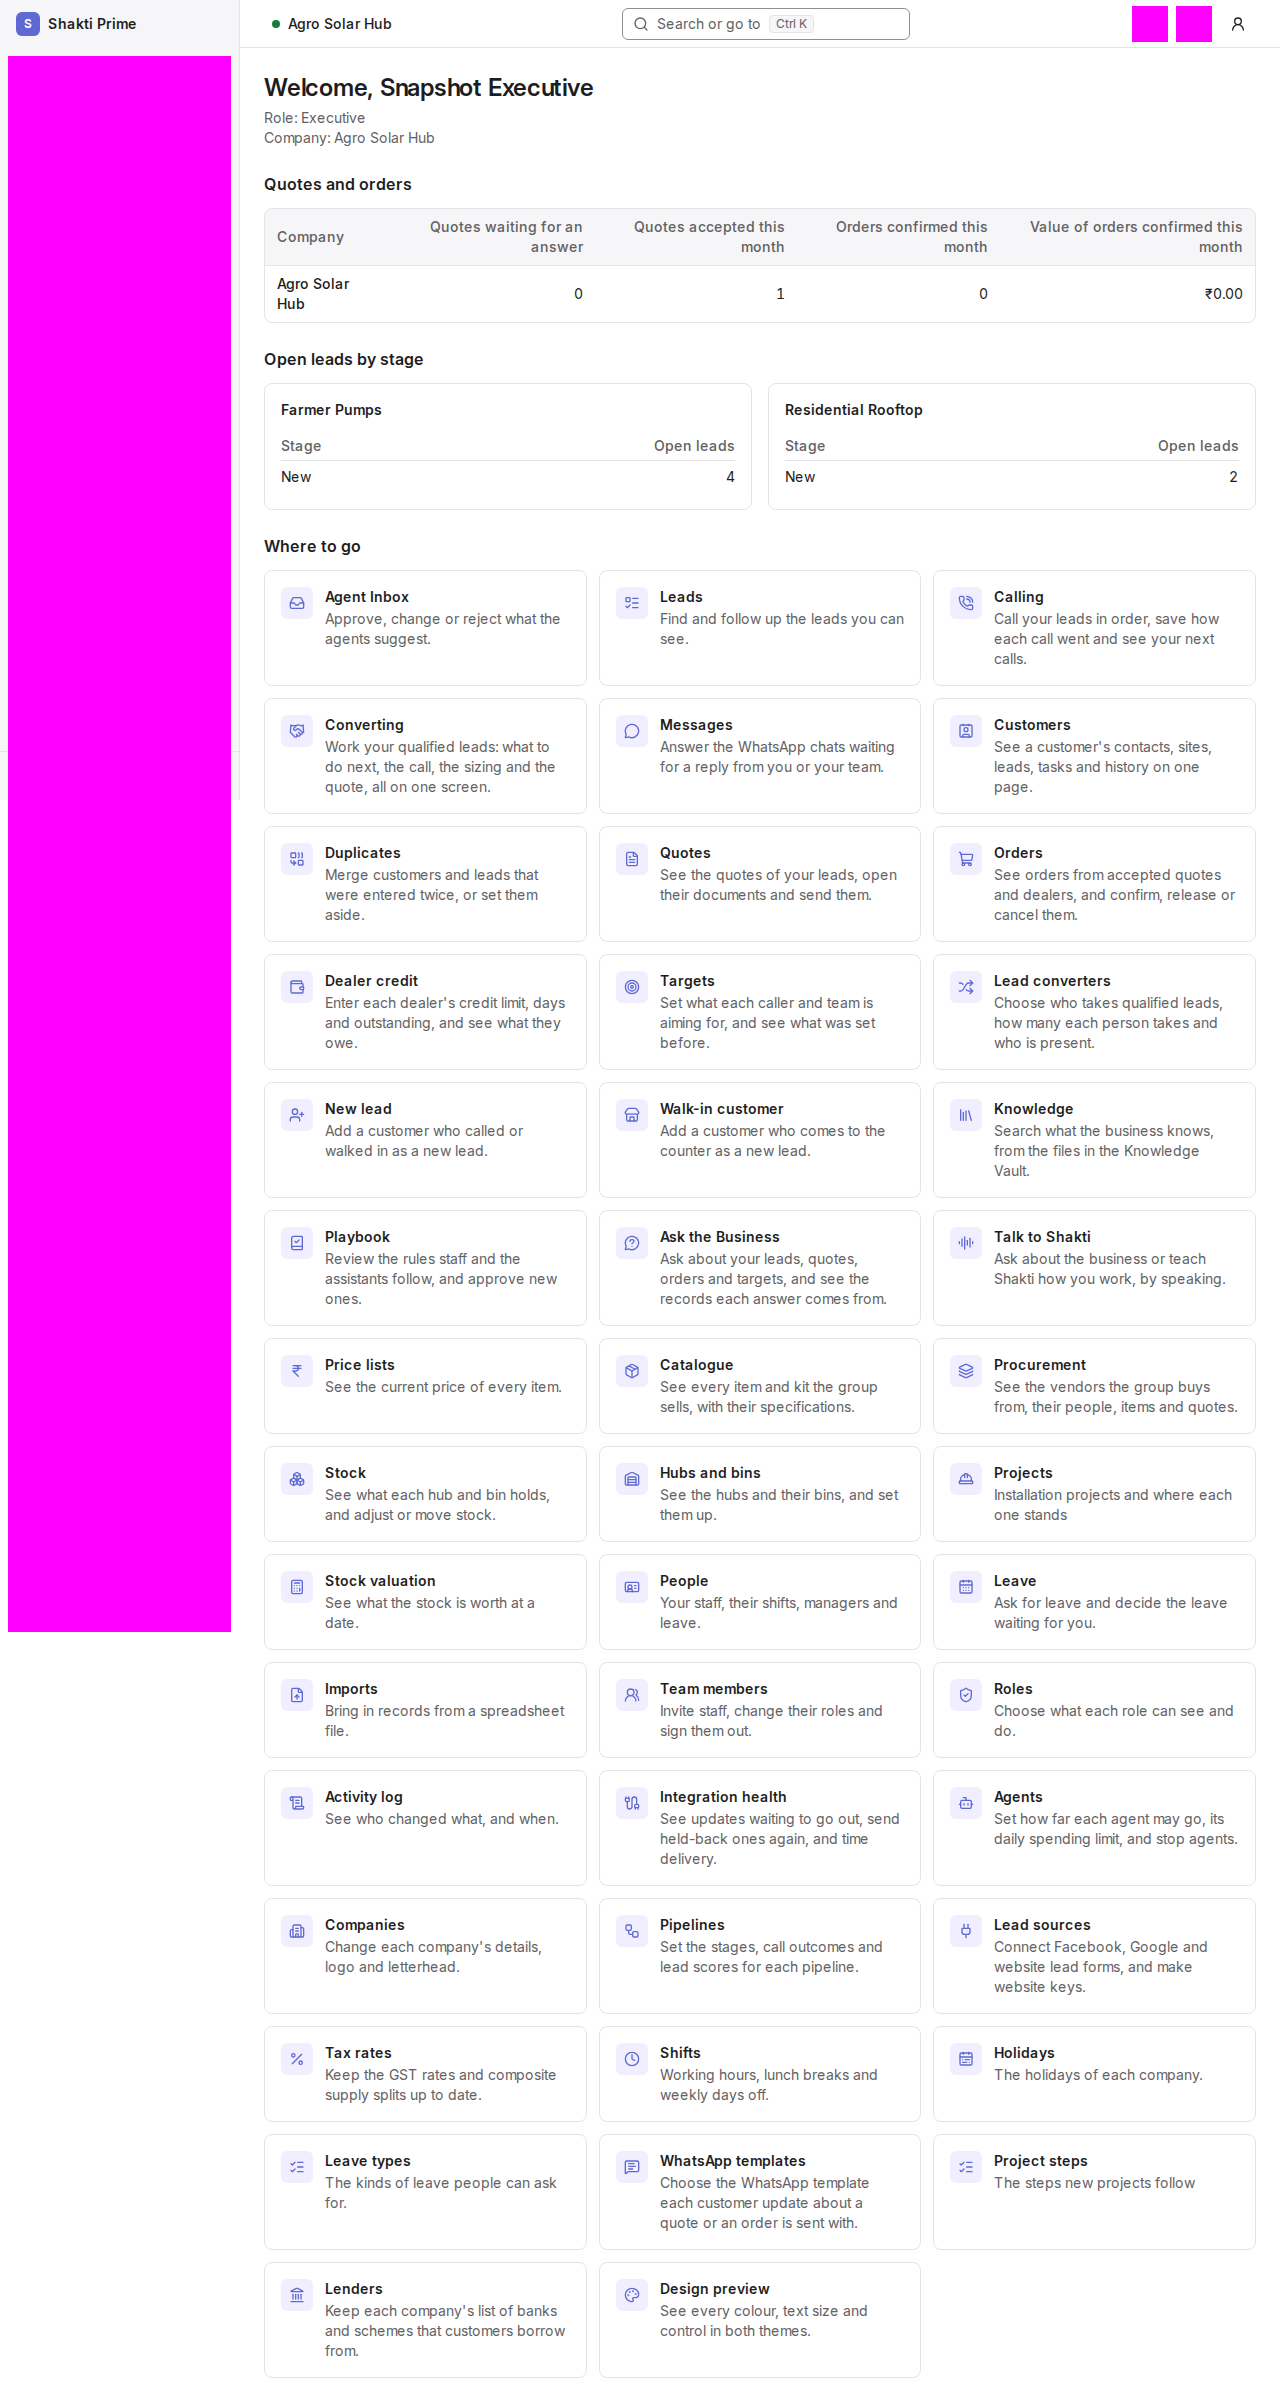 S Shakti Prime
Agro Solar Hub
Search or go to Ctrl K
Welcome, Snapshot Executive
Role: Executive
Company: Agro Solar Hub
Quotes and orders
Company
Quotes waiting for an
answer
Quotes accepted this
month
Orders confirmed this
month
Value of orders confirmed this
month
Agro Solar
Hub
0
1
0
₹0.00
Open leads by stage
Farmer Pumps
Stage Open leads
New 4
Residential Rooftop
Stage Open leads
New 2
Where to go
Agent Inbox
Approve, change or reject what the
agents suggest.
Leads
Find and follow up the leads you can
see.
Calling
Call your leads in order, save how
each call went and see your next
calls.
Converting
Work your qualified leads: what to
do next, the call, the sizing and the
quote, all on one screen.
Messages
Answer the WhatsApp chats waiting
for a reply from you or your team.
Customers
See a customer's contacts, sites,
leads, tasks and history on one
page.
Duplicates
Merge customers and leads that
were entered twice, or set them
aside.
Quotes
See the quotes of your leads, open
their documents and send them.
Orders
See orders from accepted quotes
and dealers, and confirm, release or
cancel them.
Dealer credit
Enter each dealer's credit limit, days
and outstanding, and see what they
owe.
Targets
Set what each caller and team is
aiming for, and see what was set
before.
Lead converters
Choose who takes qualified leads,
how many each person takes and
who is present.
New lead
Add a customer who called or
walked in as a new lead.
Walk-in customer
Add a customer who comes to the
counter as a new lead.
Knowledge
Search what the business knows,
from the files in the Knowledge
Vault.
Playbook
Review the rules staff and the
assistants follow, and approve new
ones.
Ask the Business
Ask about your leads, quotes,
orders and targets, and see the
records each answer comes from.
Talk to Shakti
Ask about the business or teach
Shakti how you work, by speaking.
Price lists
See the current price of every item.
Catalogue
See every item and kit the group
sells, with their specifications.
Procurement
See the vendors the group buys
from, their people, items and quotes.
Stock
See what each hub and bin holds,
and adjust or move stock.
Hubs and bins
See the hubs and their bins, and set
them up.
Projects
Installation projects and where each
one stands
Stock valuation
See what the stock is worth at a
date.
People
Your staff, their shifts, managers and
leave.
Leave
Ask for leave and decide the leave
waiting for you.
Imports
Bring in records from a spreadsheet
file.
Team members
Invite staff, change their roles and
sign them out.
Roles
Choose what each role can see and
do.
Activity log
See who changed what, and when.
Integration health
See updates waiting to go out, send
held-back ones again, and time
delivery.
Agents
Set how far each agent may go, its
daily spending limit, and stop agents.
Companies
Change each company's details,
logo and letterhead.
Pipelines
Set the stages, call outcomes and
lead scores for each pipeline.
Lead sources
Connect Facebook, Google and
website lead forms, and make
website keys.
Tax rates
Keep the GST rates and composite
supply splits up to date.
Shifts
Working hours, lunch breaks and
weekly days off.
Holidays
The holidays of each company.
Leave types
The kinds of leave people can ask
for.
WhatsApp templates
Choose the WhatsApp template
each customer update about a
quote or an order is sent with.
Project steps
The steps new projects follow
Lenders
Keep each company's list of banks
and schemes that customers borrow
from.
Design preview
See every colour, text size and
control in both themes.